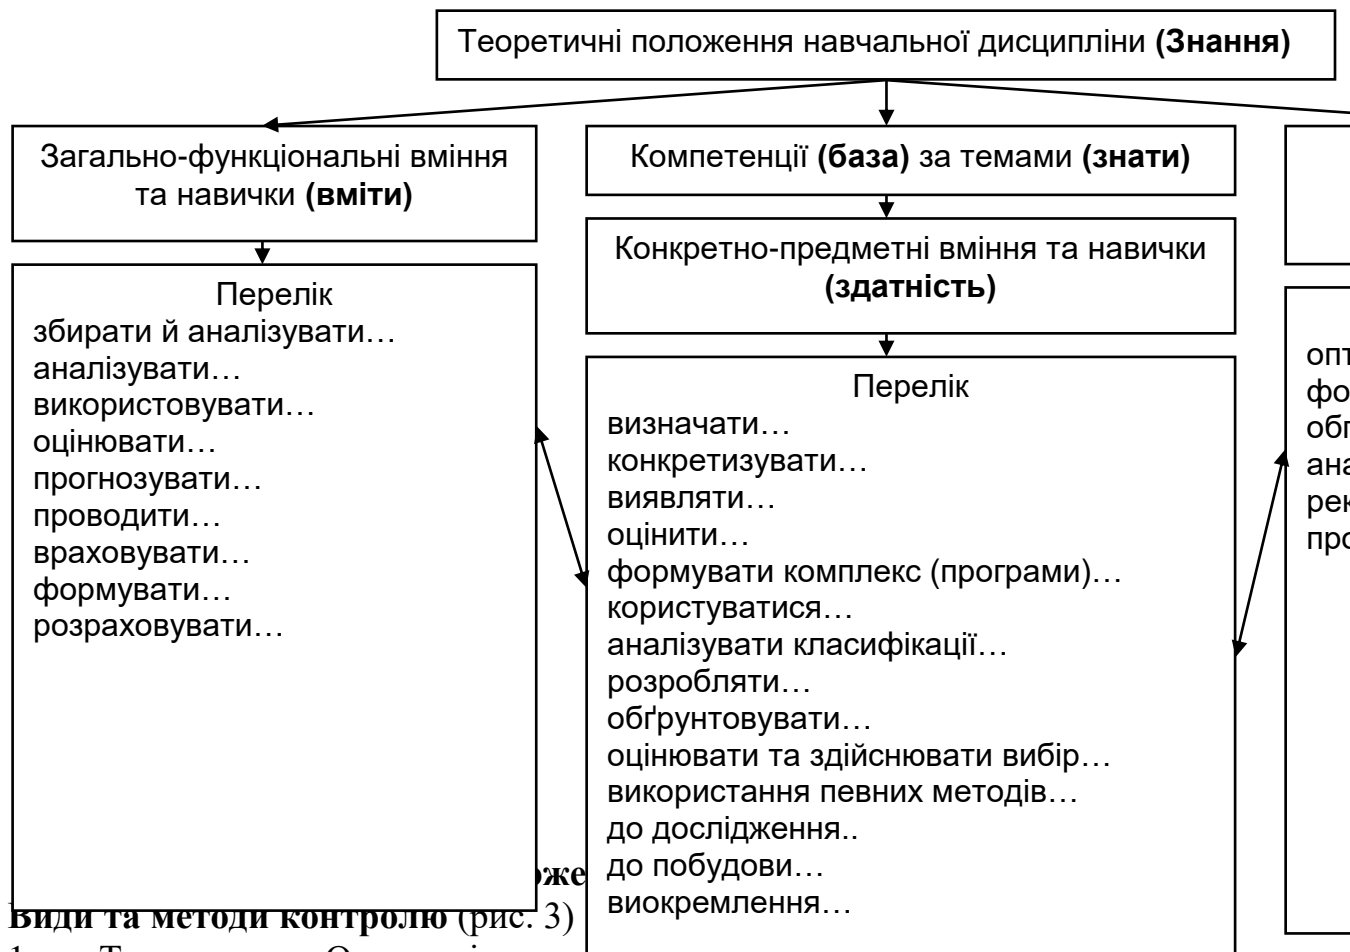 Теоретичні положення навчальної дисципліни (Знання)
Загально-функціональні вміння
та навички (вміти)
Компетенції (база) за темами (знати)
Конкретно-предметні вміння та навички
(здатність)
Перелік
збирати й аналізувати…
аналізувати…
використовувати…
оцінювати…
прогнозувати…
проводити…
враховувати…
формувати…
розраховувати…
Перелік
визначати…
конкретизувати…
виявляти…
оцінити…
формувати комплекс (програми)…
користуватися…
аналізувати класифікації…
розробляти…
обґрунтовувати…
оцінювати та здійснювати вибір…
використання певних методів…
до дослідження..
до побудови…
виокремлення…
Види та методи контролю (рис. 3)